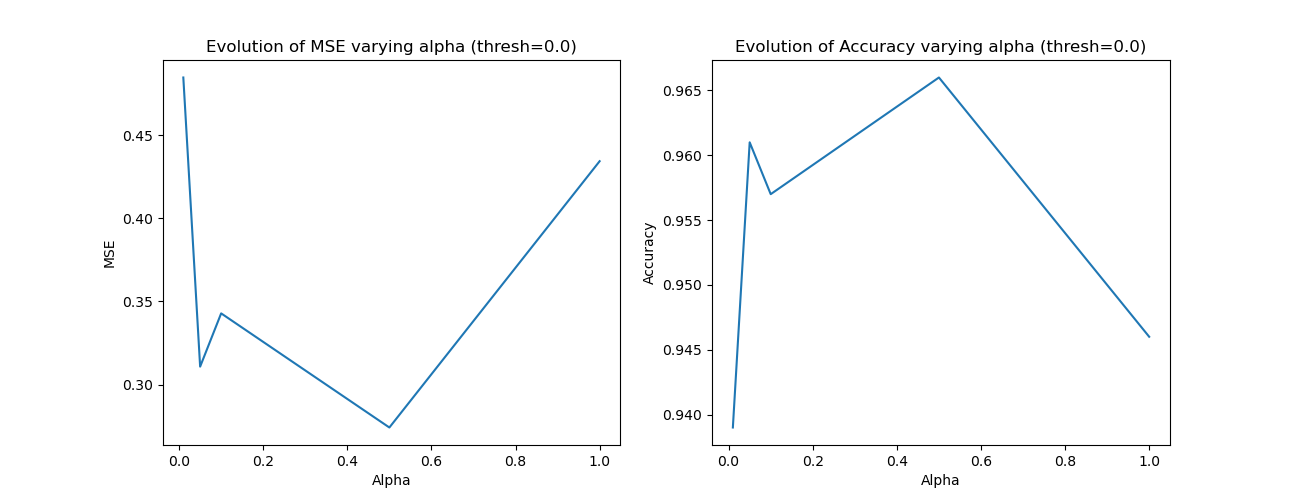 Evolution of MSE varying alpha (thresh=0.0)
MSE
0.45
0.40
0.35
0.30
0.0 0.2 0.4 0.6 0.8 1.0
Alpha
Evolution of Accuracy varying alpha (thresh=0.0)
Accuracy
0.965
0.960
0.955
0.950
0.945
0.940
0.0 0.2 0.4 0.6 0.8 1.0
Alpha